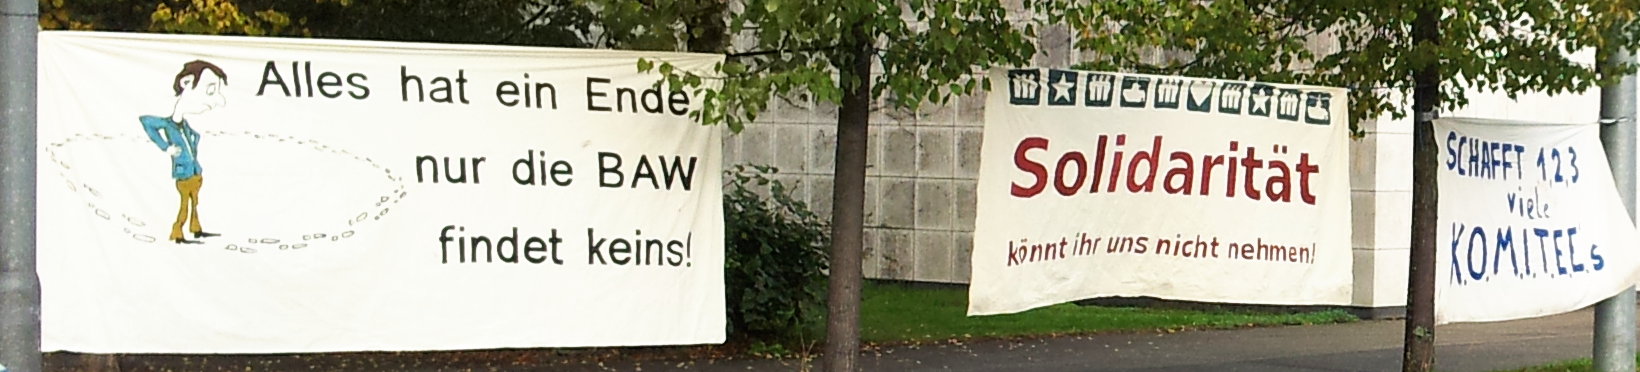 Alles hat ein Ende,
nur die BAW
findet keins!
Solidarität
könnt ihr uns nicht nehmen!
SCHAFFT 1,2,3
viele
K.O.M.I.T.E.E.s